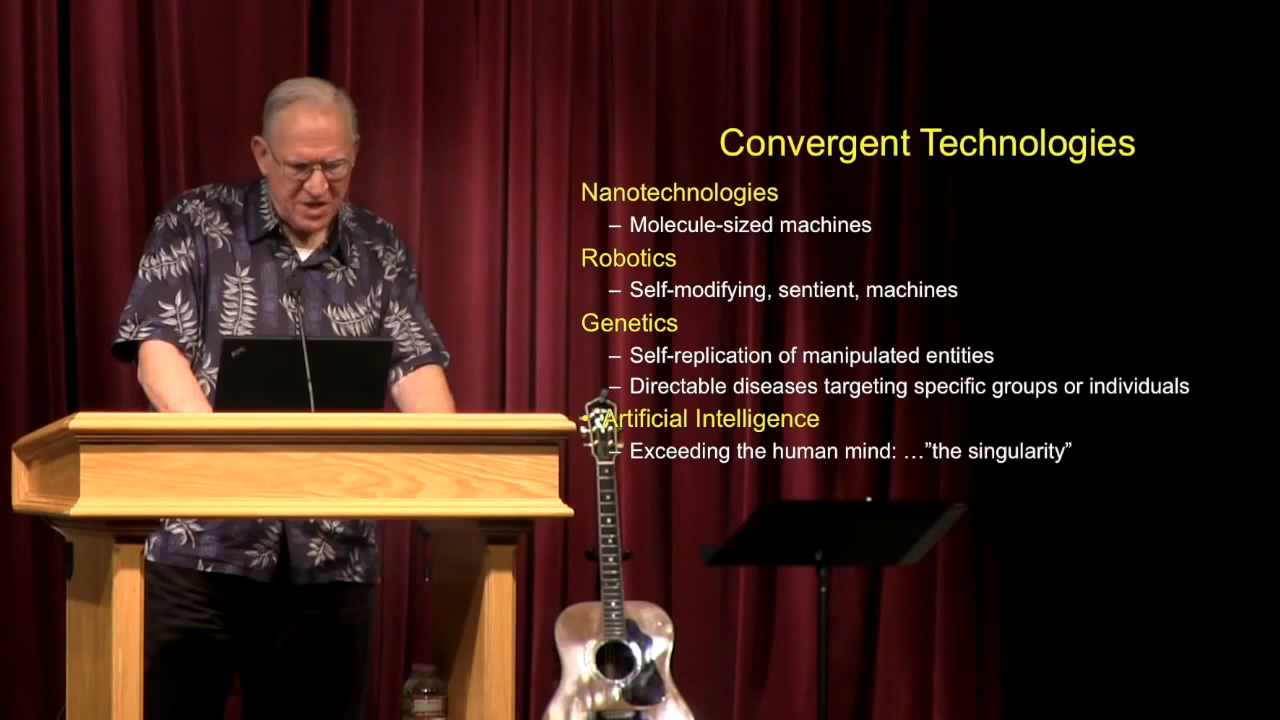 Convergent Technologies
Nanotechnologies
– Molecule-sized machines
Robotics
– Self-modifying, sentient, machines
Genetics
– Self-replication of manipulated entities
– Directable diseases targeting specific groups or individuals
• Artificial Intelligence
– Exceeding the human mind: …”the singularity”